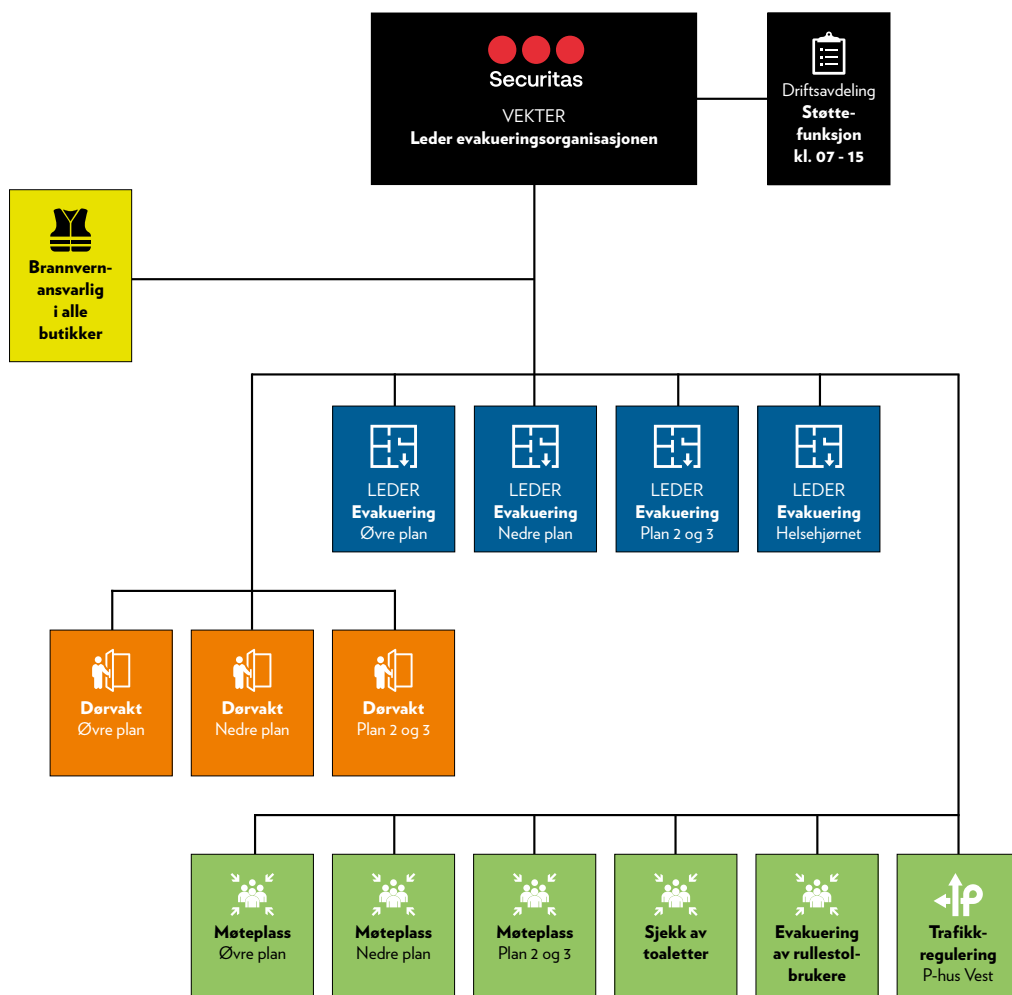 Securitas
VEKTER
Leder evakueringsorganisasjonen
Driftsavdeling
Støtte-
funksjon
kl. 07 - 15
Brannvern-
ansvarlig
i alle
butikker
LEDER
Evakuering
Øvre plan
LEDER
Evakuering
Nedre plan
LEDER
Evakuering
Plan 2 og 3
LEDER
Evakuering
Helsehjørnet
Dørvakt
Øvre plan
Dørvakt
Nedre plan
Dørvakt
Plan 2 og 3
Møteplass
Øvre plan
Møteplass
Nedre plan
Møteplass
Plan 2 og 3
Sjekk av
toaletter
Evakuering
av rullestol-
brukere
P
Trafikk-
regulering
P-hus Vest